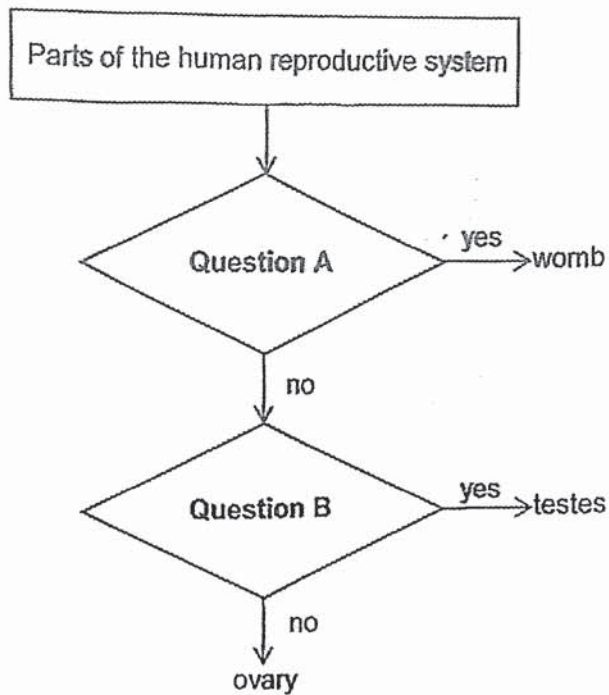 Parts of the human reproductive system
Question A
yes
womb
no
Question B
yes
testes
no
ovary